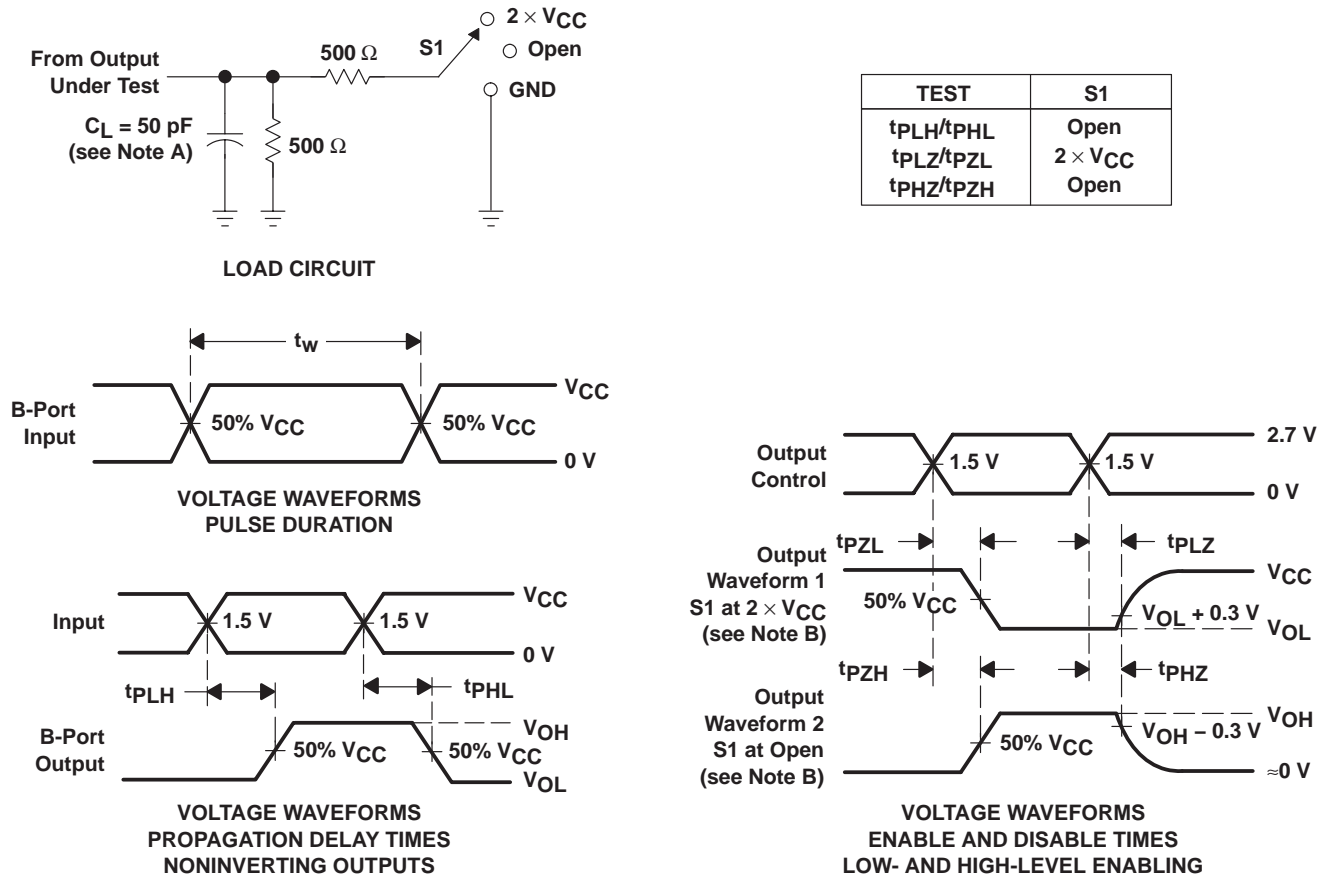 2 × VCC
S1
Open
GND
500 Ω
From Output
Under Test
CL = 50 pF
(see Note A)
500 Ω
LOAD CIRCUIT
TEST S1
tPLH/tPHL Open
tPLZ/tPZL 2 × VCC
tPHZ/tPZH Open
tw
B-Port
Input
50% VCC
50% VCC
VCC
0 V
VOLTAGE WAVEFORMS
PULSE DURATION
Input
1.5 V
1.5 V
VCC
0 V
tPLH
tPHL
B-Port
Output
50% VCC
50% VCC
VOH
VOL
VOLTAGE WAVEFORMS
PROPAGATION DELAY TIMES
NONINVERTING OUTPUTS
Output
Control
1.5 V
1.5 V
2.7 V
0 V
tPZL
tPLZ
Output
Waveform 1
S1 at 2 × VCC
(see Note B)
50% VCC
VCC
VOL + 0.3 V
VOL
tPZH
tPHZ
Output
Waveform 2
S1 at Open
(see Note B)
50% VCC
VOH
VOH − 0.3 V
≈0 V
VOLTAGE WAVEFORMS
ENABLE AND DISABLE TIMES
LOW- AND HIGH-LEVEL ENABLING